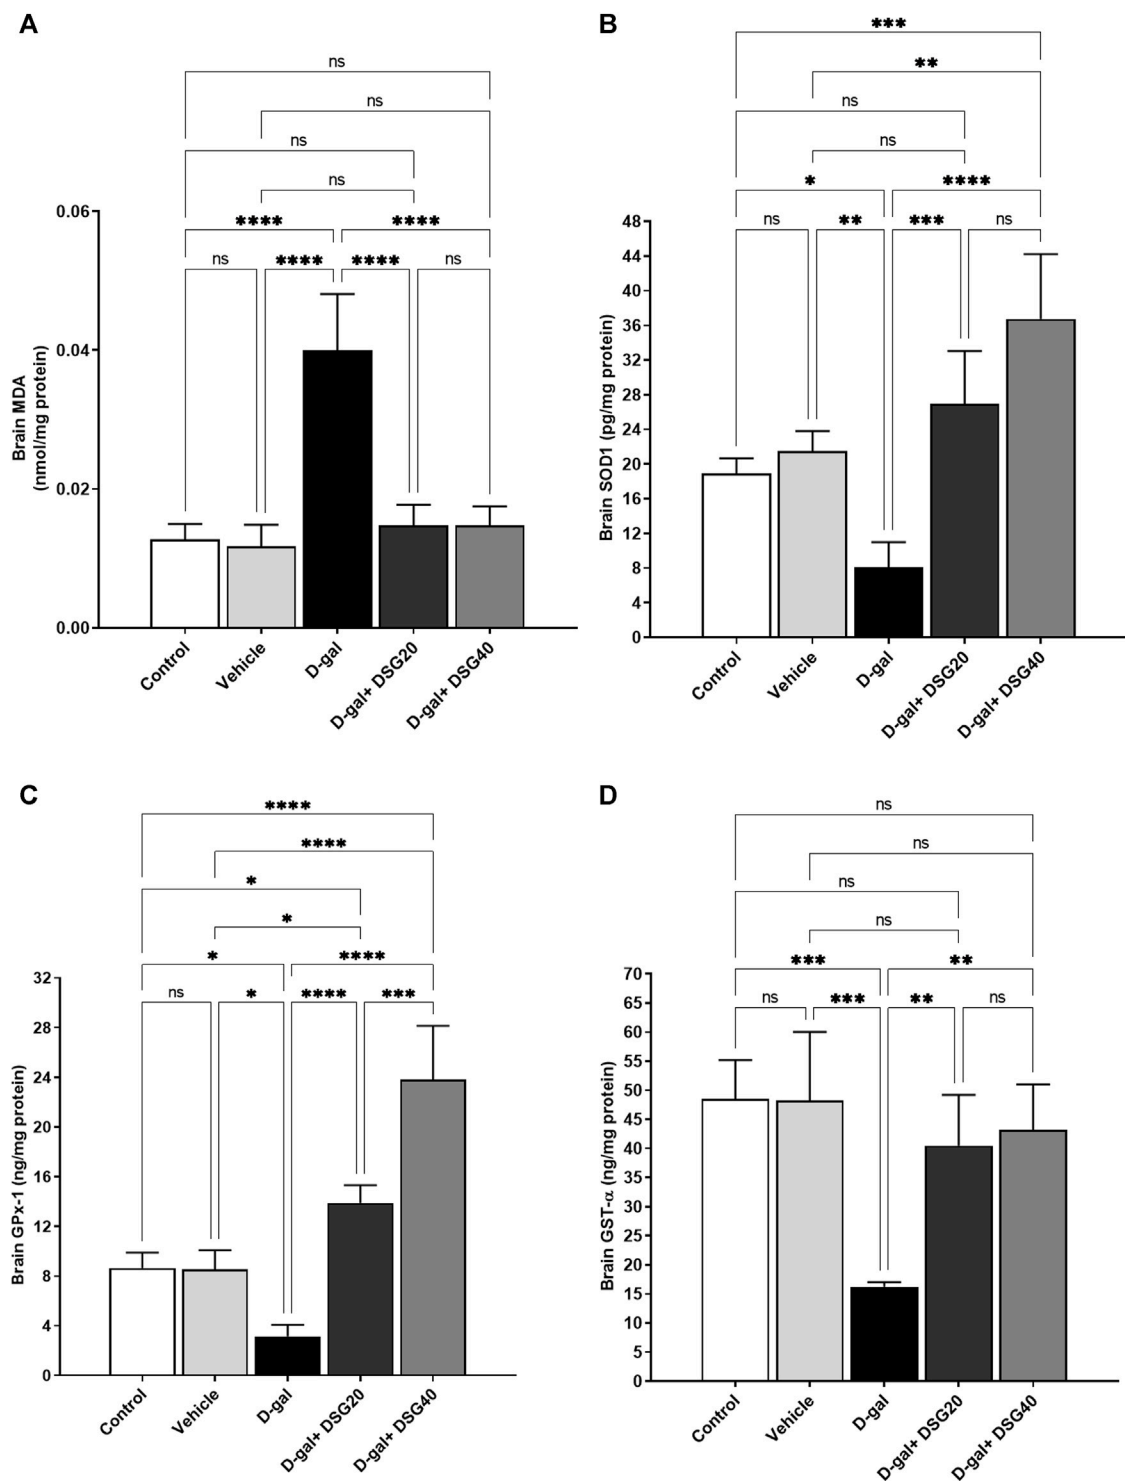 A
ns
ns
ns
ns
**** ****
ns **** **** ns
0.06
0.04
0.02
0.00
Brain MDA
(nmol/mg protein)
Control
Vehicle
D-gal
D-gal+ DSG20
D-gal+ DSG40
B
***
**
ns
ns
* ****
ns ** *** ns
48
44
40
36
32
28
24
20
16
12
8
4
0
Brain SOD1 (pg/mg protein)
Control
Vehicle
D-gal
D-gal+ DSG20
D-gal+ DSG40
C
****
****
*
*
* ****
ns * **** ***
32
28
24
20
16
12
8
4
0
Brain GPx-1 (ng/mg protein)
Control
Vehicle
D-gal
D-gal+ DSG20
D-gal+ DSG40
D
ns
ns
ns
ns
*** **
ns *** ** ns
70
65
60
55
50
45
40
35
30
25
20
15
10
5
0
Brain GST-α (ng/mg protein)
Control
Vehicle
D-gal
D-gal+ DSG20
D-gal+ DSG40